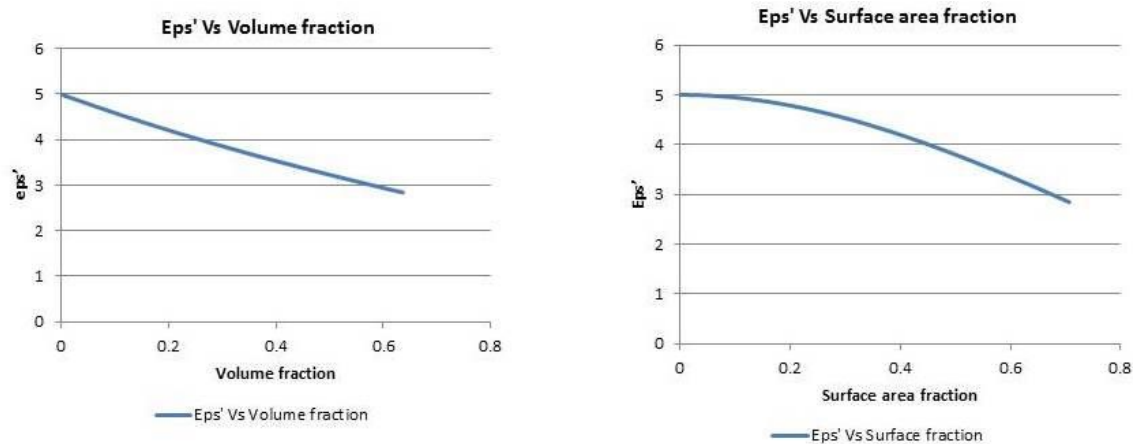 Eps' Vs Volume fraction
6
5
4
3
2
1
0
eps'
0 0.2 0.4 0.6 0.8
Volume fraction
Eps' Vs Volume fraction
Eps' Vs Surface area fraction
6
5
4
3
2
1
0
Eps'
0 0.2 0.4 0.6 0.8
Surface area fraction
Eps' Vs Surface fraction